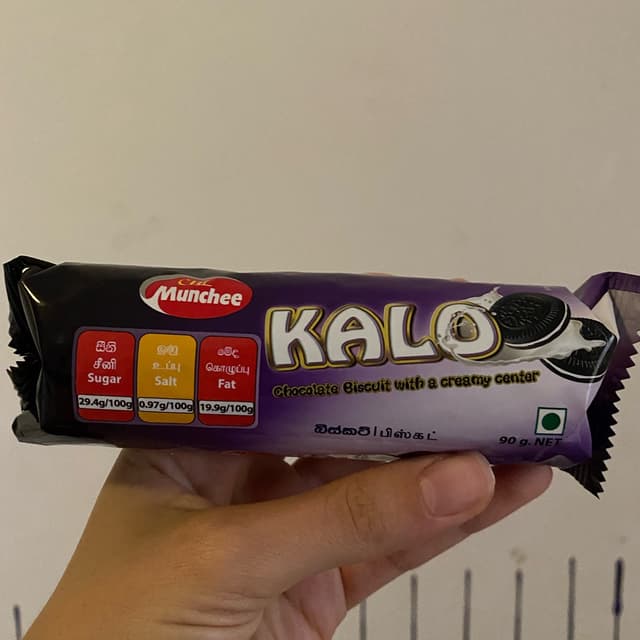 CBL
Munchee
KALO
Chocolate Biscuit with a creamy center
සීනි
சீனி
Sugar
29.4g/100g
ලුණු
உப்பு
Salt
0.97g/100g
මේද
கொழுப்பு
Fat
19.9g/100g
බිස්කට් | பிஸ்கட்
90 g. NET